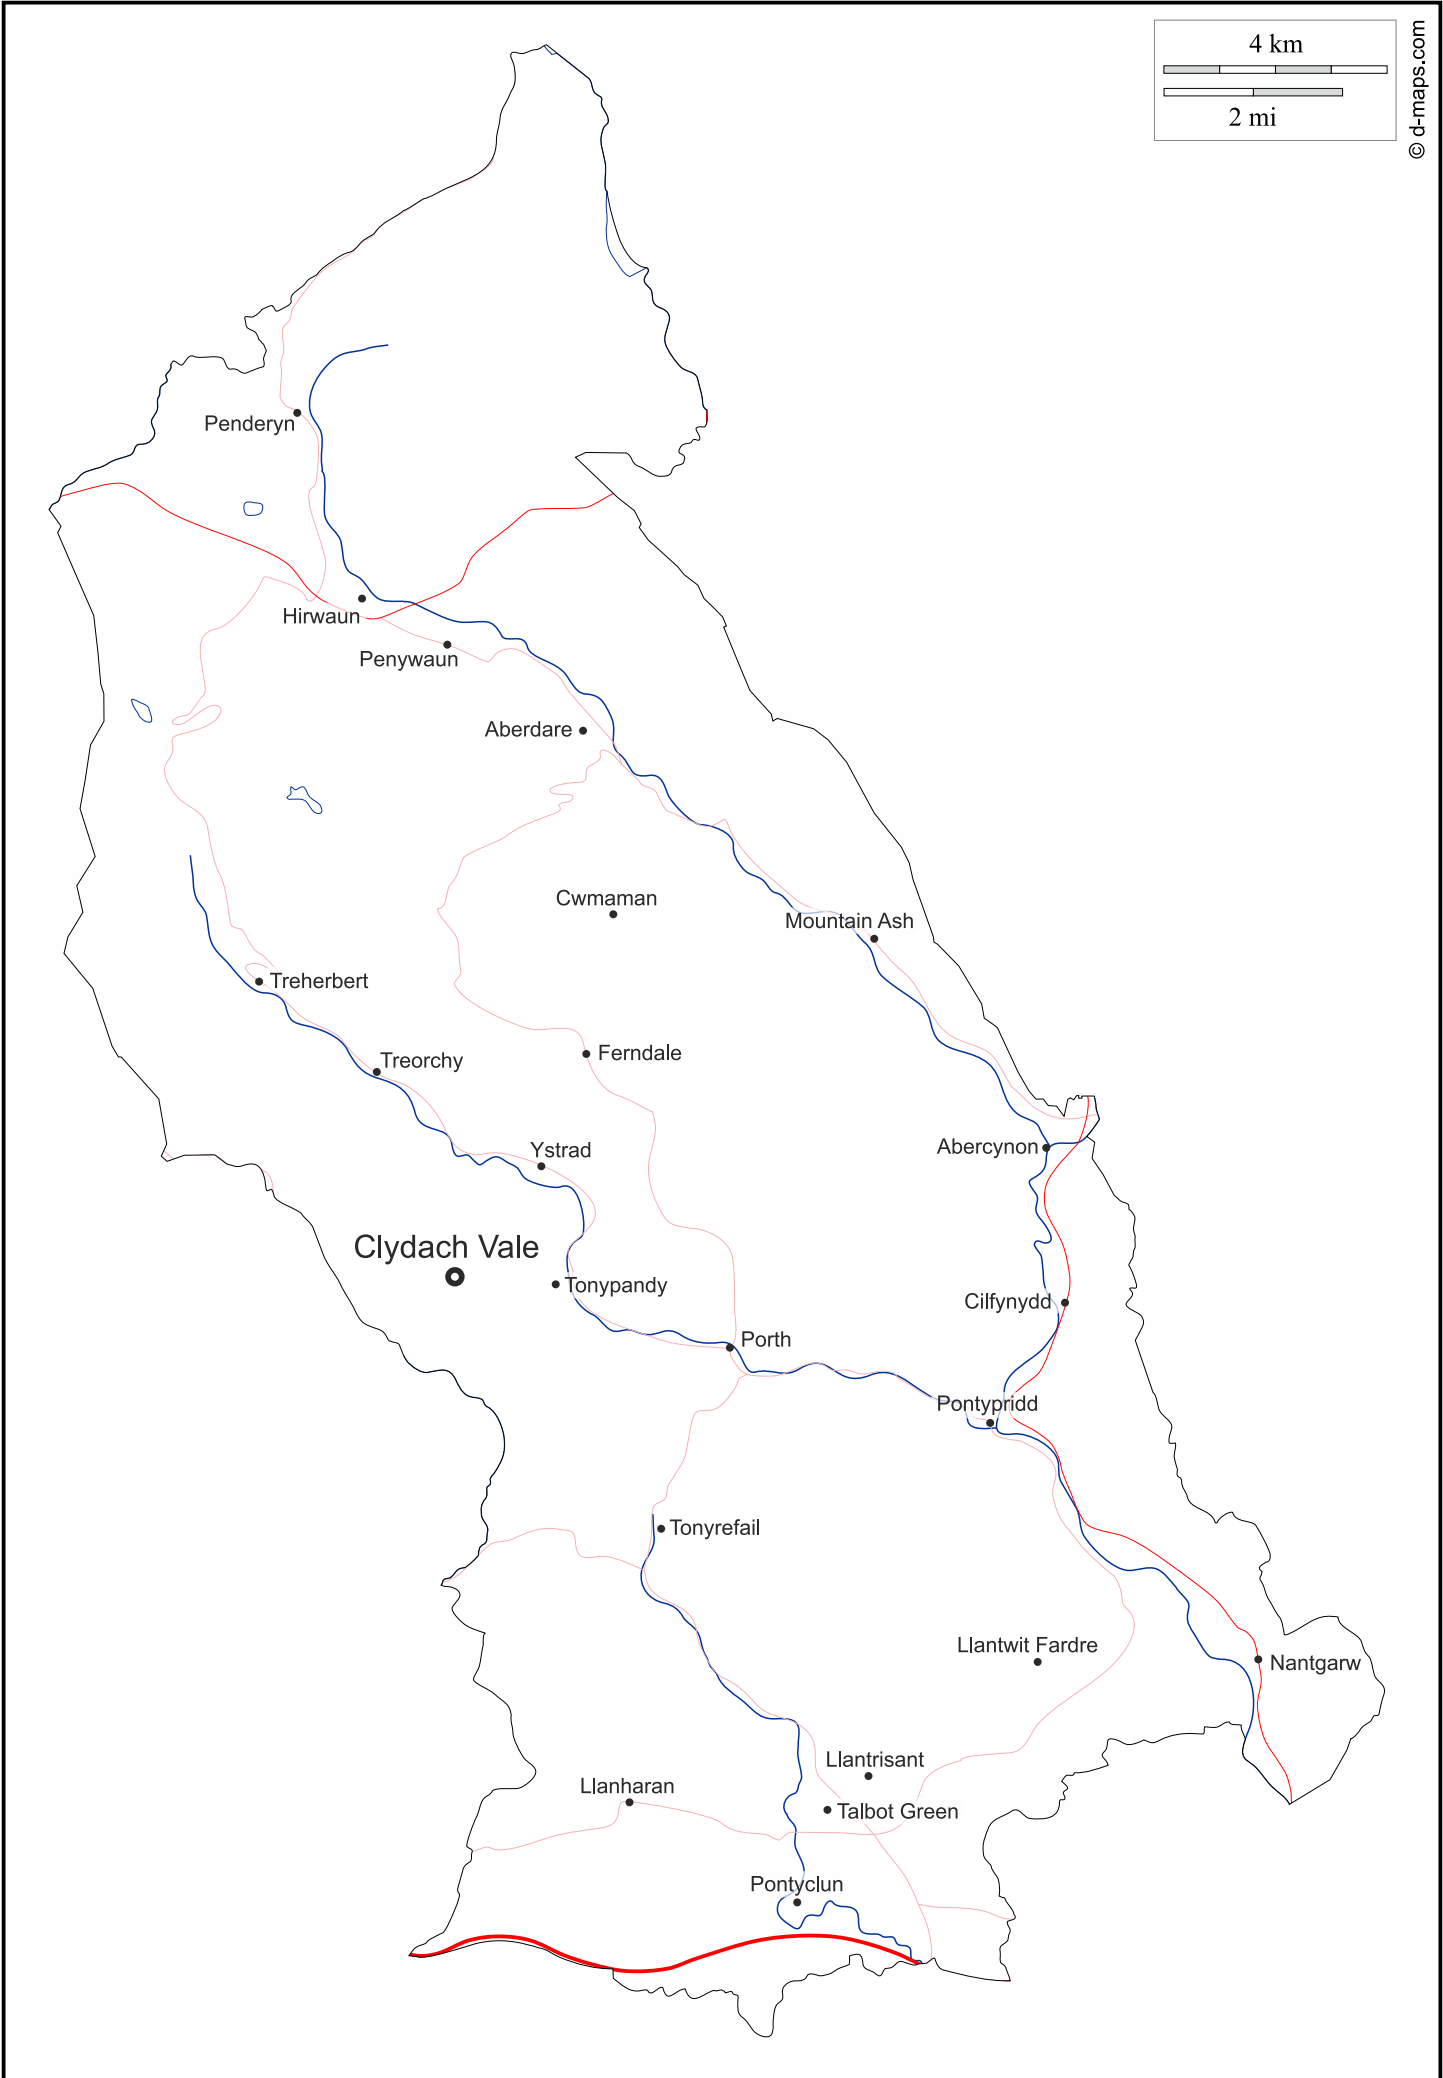 4 km
2 mi
© d-maps.com
Penderyn
Hirwaun
Penywaun
Aberdare
Cwmaman
Mountain Ash
Treherbert
Ferndale
Treorchy
Abercynon
Ystrad
Clydach Vale
Tonypandy
Cilfynydd
Porth
Pontypridd
Tonyrefail
Llantwit Fardre
Nantgarw
Llantrisant
Llanharan
Talbot Green
Pontyclun